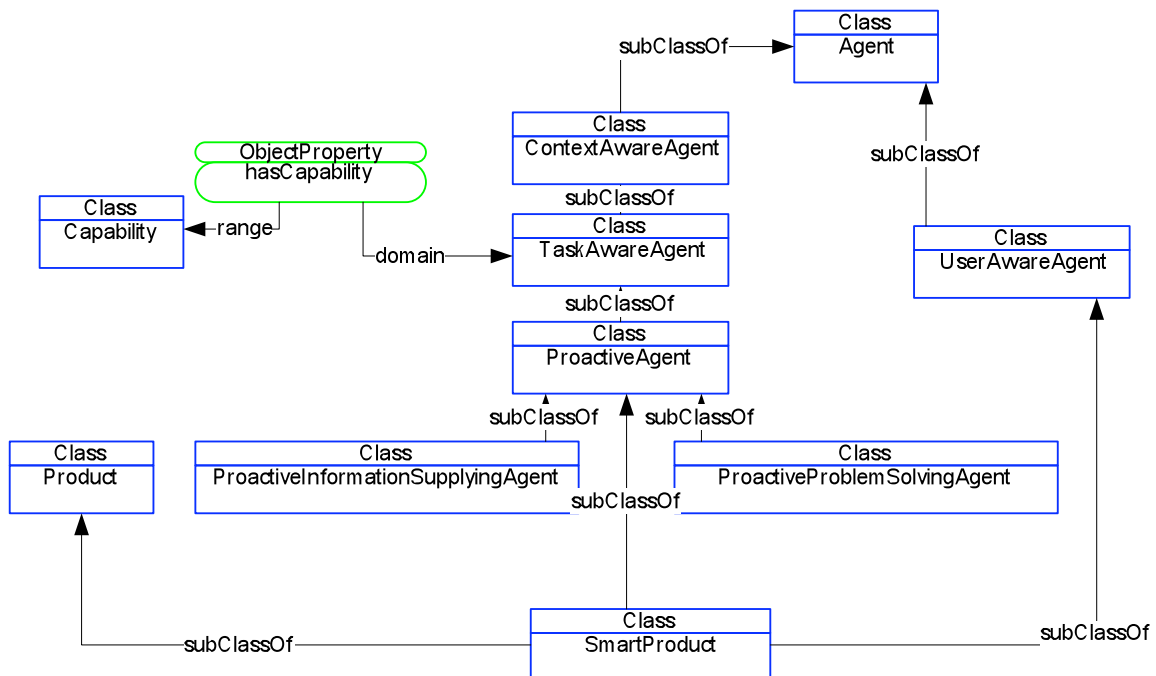 Class
Agent
subClassOf
Class
ContextAwareAgent
subClassOf
ObjectProperty
hasCapability
subClassOf
Class
Capability
range
domain
Class
TaskAwareAgent
Class
UserAwareAgent
subClassOf
Class
ProactiveAgent
subClassOf
subClassOf
Class
Product
Class
ProactiveInformationSupplyingAgent
Class
ProactiveProblemSolvingAgent
subClassOf
Class
SmartProduct
subClassOf
subClassOf